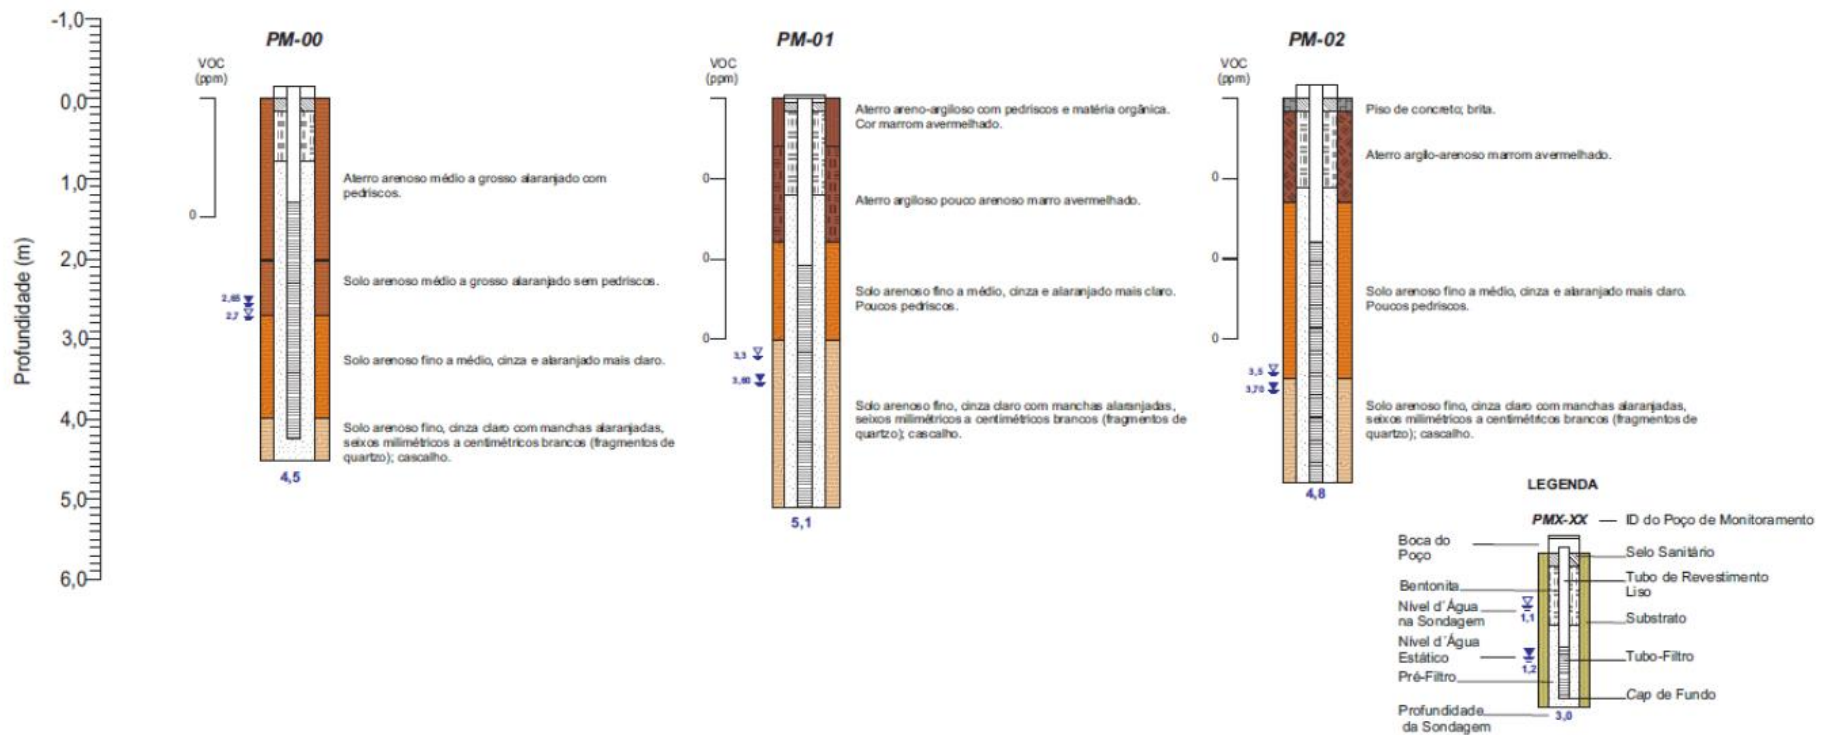 Profundidade (m)
-1,0
0,0
1,0
2,0
3,0
4,0
5,0
6,0
PM-00
VOC
(ppm)
0
Aterro arenoso médio a grosso alaranjado com
pedriscos.
Solo arenoso médio a grosso alaranjado sem pedriscos.
2,65
2,7
Solo arenoso fino a médio, cinza e alaranjado mais claro.
Solo arenoso fino, cinza claro com manchas alaranjadas,
seixos milimétricos a centimétricos brancos (fragmentos de
quartzo); cascalho.
4,5
PM-01
VOC
(ppm)
0
0
0
Aterro areno-argiloso com pedriscos e matéria orgânica.
Cor marrom avermelhado.
Aterro argiloso pouco arenoso marro avermelhado.
Solo arenoso fino a médio, cinza e alaranjado mais claro.
Poucos pedriscos.
3,3
3,60
Solo arenoso fino, cinza claro com manchas alaranjadas,
seixos milimétricos a centimétricos brancos (fragmentos de
quartzo); cascalho.
5,1
PM-02
VOC
(ppm)
0
0
0
Piso de concreto; brita.
Aterro argilo-arenoso marrom avermelhado.
Solo arenoso fino a médio, cinza e alaranjado mais claro.
Poucos pedriscos.
3,5
3,70
Solo arenoso fino, cinza claro com manchas alaranjadas,
seixos milimétricos a centimétricos brancos (fragmentos de
quartzo); cascalho.
4,8
LEGENDA
PMX-XX
ID do Poço de Monitoramento
Boca do
Poço
Bentonita
Nível d´Água
na Sondagem
Nível d´Água
Estático
Pré-Filtro
Profundidade
da Sondagem
1,1
1,2
3,0
Selo Sanitário
Tubo de Revestimento
Liso
Substrato
Tubo-Filtro
Cap de Fundo